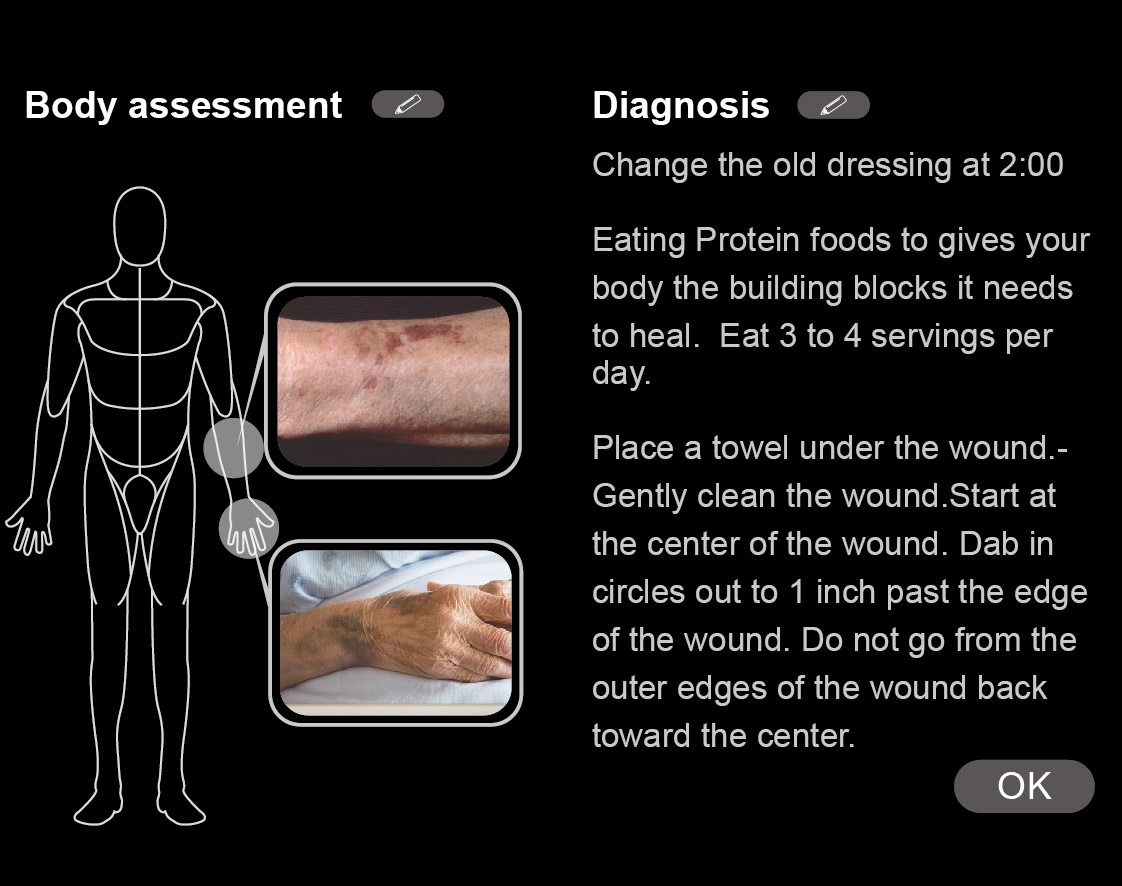 Body assessment
Diagnosis
Change the old dressing at 2:00
Eating Protein foods to gives your
body the building blocks it needs
to heal.  Eat 3 to 4 servings per
day.
Place a towel under the wound.-
Gently clean the wound.Start at
the center of the wound. Dab in
circles out to 1 inch past the edge
of the wound. Do not go from the
outer edges of the wound back
toward the center.
OK